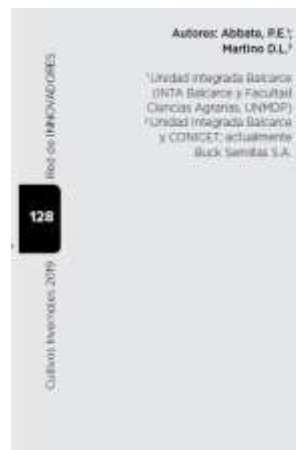 Autores: Abbate, P.E.¹;
Martino D.L.²
¹Unidad Integrada Balcarce
(INTA Balcarce y Facultad
Ciencias Agrarias, UNMDP)
²Unidad Integrada Balcarce
y CONICET; actualmente
Buck Semillas S.A.
Red de INNOVADORES
128
Cultivos Invernales 2019